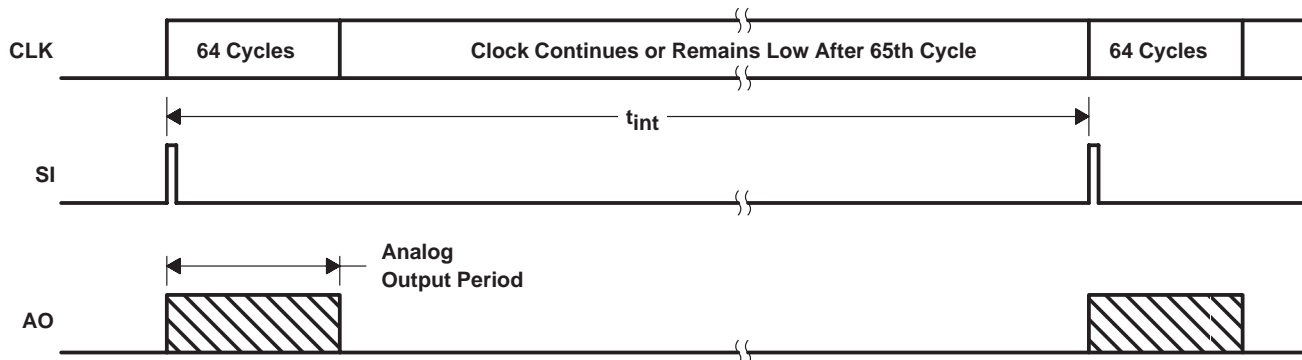 CLK
64 Cycles
Clock Continues or Remains Low After 65th Cycle
64 Cycles
tint
SI
Analog
Output Period
AO